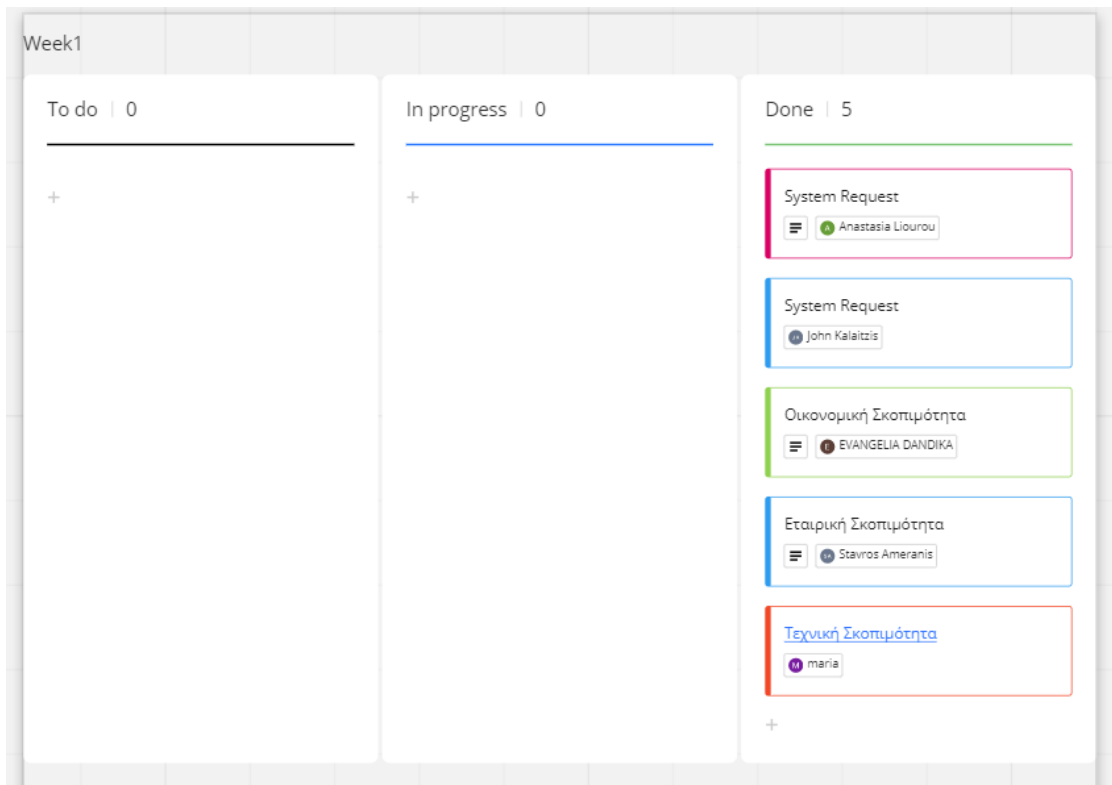 Week1
To do | 0
In progress | 0
Done | 5
System Request
A Anastasia Liourou
System Request
John Kalaitzis
Οικονομική Σκοπιμότητα
E EVANGELIA DANDIKA
Εταιρική Σκοπιμότητα
SA Stavros Ameranis
Τεχνική Σκοπιμότητα
M maria